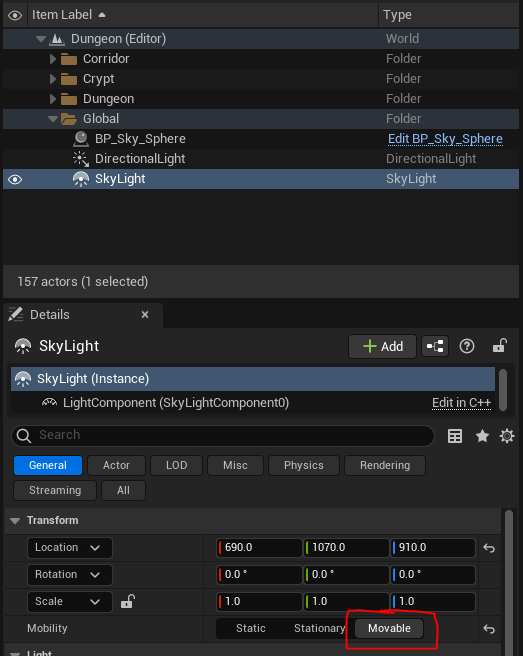 Item Label Type
Dungeon (Editor) World
Corridor Folder
Crypt Folder
Dungeon Folder
Global Folder
BP_Sky_Sphere Edit BP_Sky_Sphere
DirectionalLight DirectionalLight
SkyLight SkyLight
157 actors (1 selected)
Details
SkyLight Add
SkyLight (Instance)
LightComponent (SkyLightComponent0) Edit in C++
Search
General Actor LOD Misc Physics Rendering
Streaming All
Transform
Location 690.0 1070.0 910.0
Rotation 0.0 ° 0.0 ° 0.0 °
Scale 1.0 1.0 1.0
Mobility Static Stationary Movable
Light